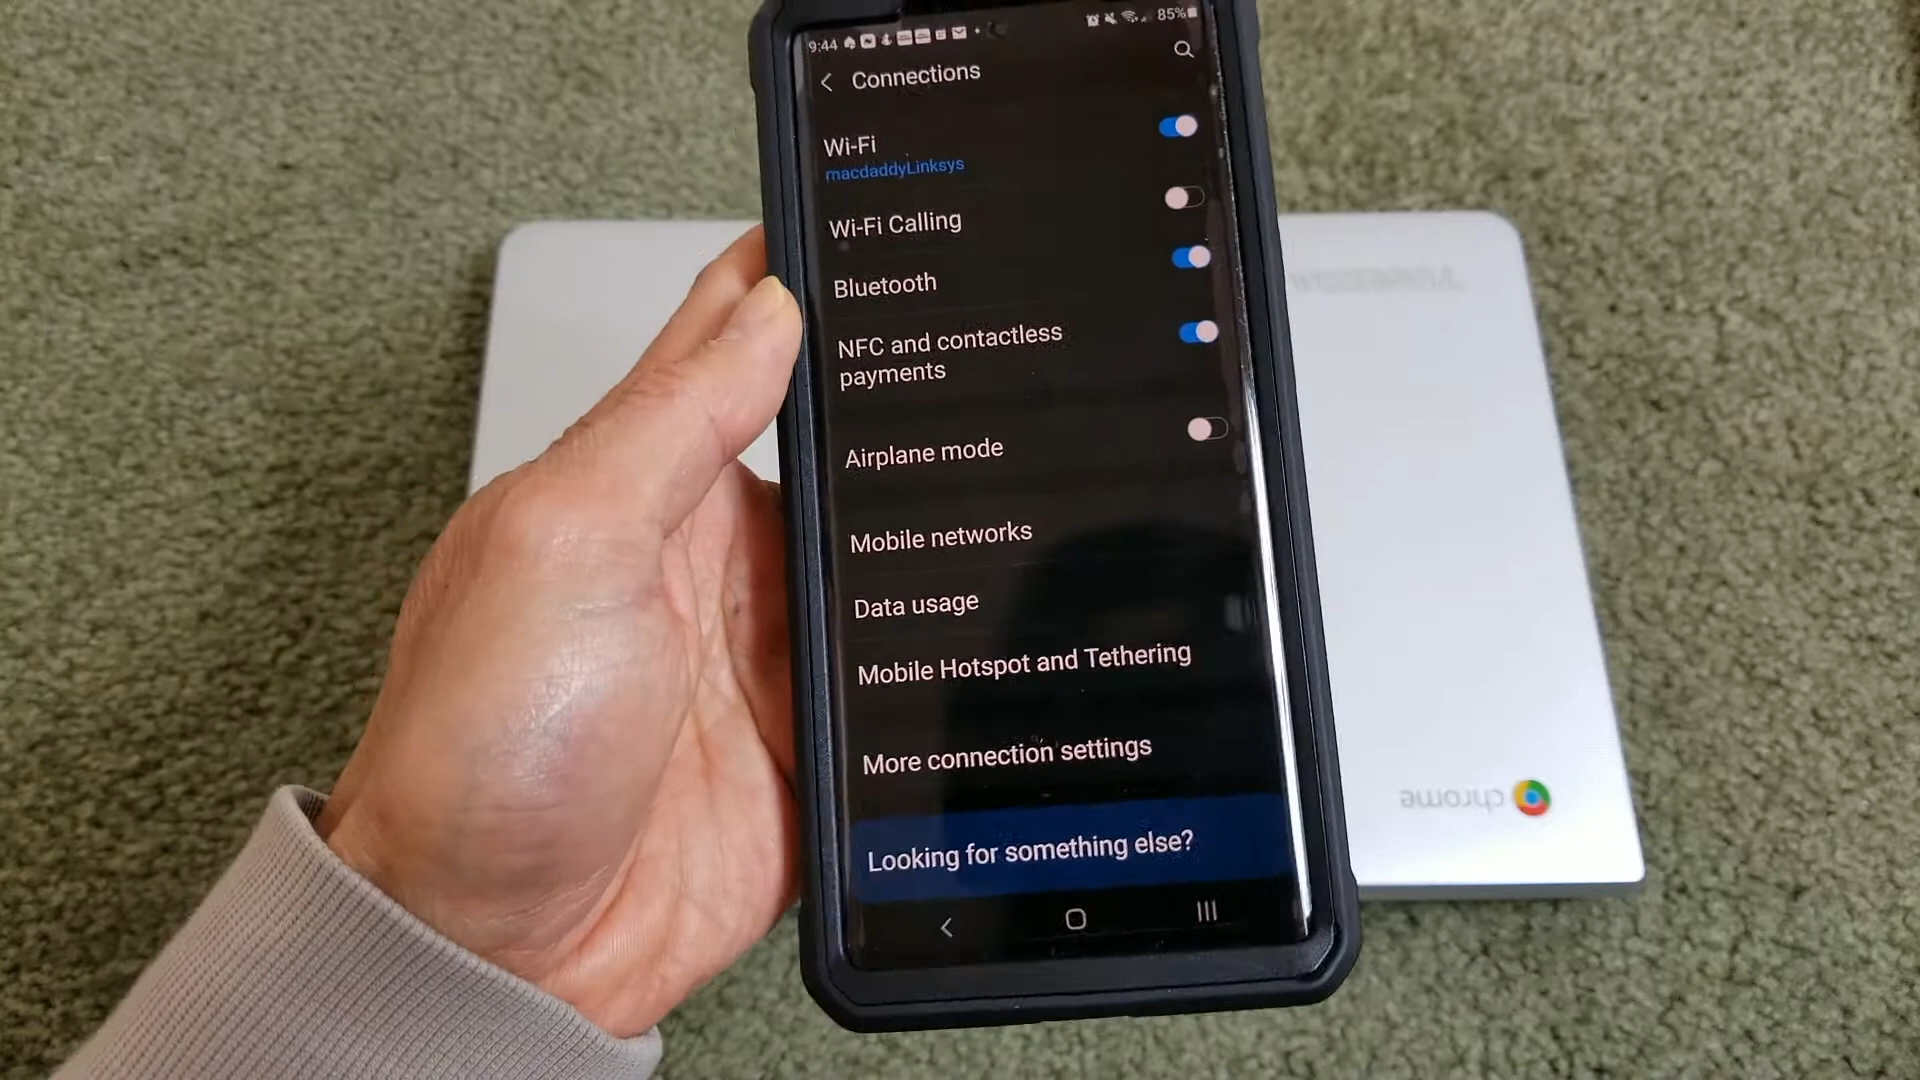 9:44
85%
Connections
Wi-Fi
macdaddyLinksys
Wi-Fi Calling
Bluetooth
NFC and contactless
payments
Airplane mode
Mobile networks
Data usage
Mobile Hotspot and Tethering
More connection settings
Looking for something else?
chrome